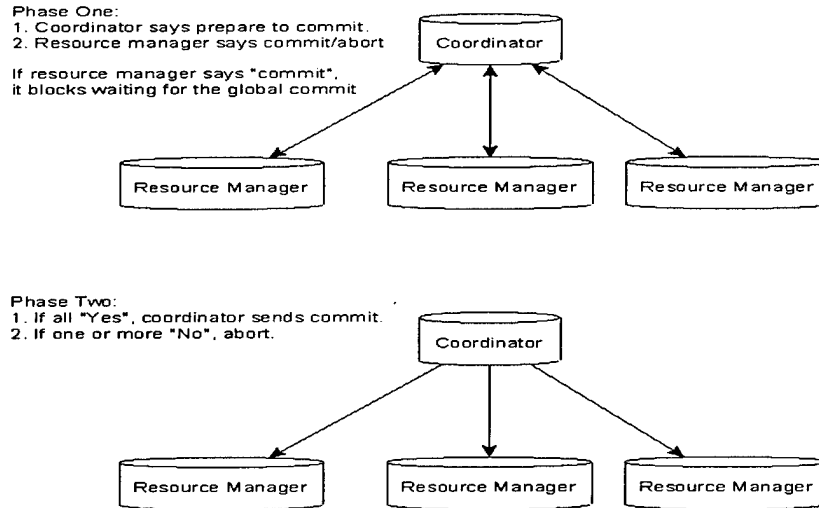 Phase One:
1. Coordinator says prepare to commit.
2. Resource manager says commit/abort
If resource manager says "commit",
it blocks waiting for the global commit
Coordinator
Resource Manager
Resource Manager
Resource Manager
Phase Two:
1. If all "Yes", coordinator sends commit.
2. If one or more "No", abort.
Coordinator
Resource Manager
Resource Manager
Resource Manager